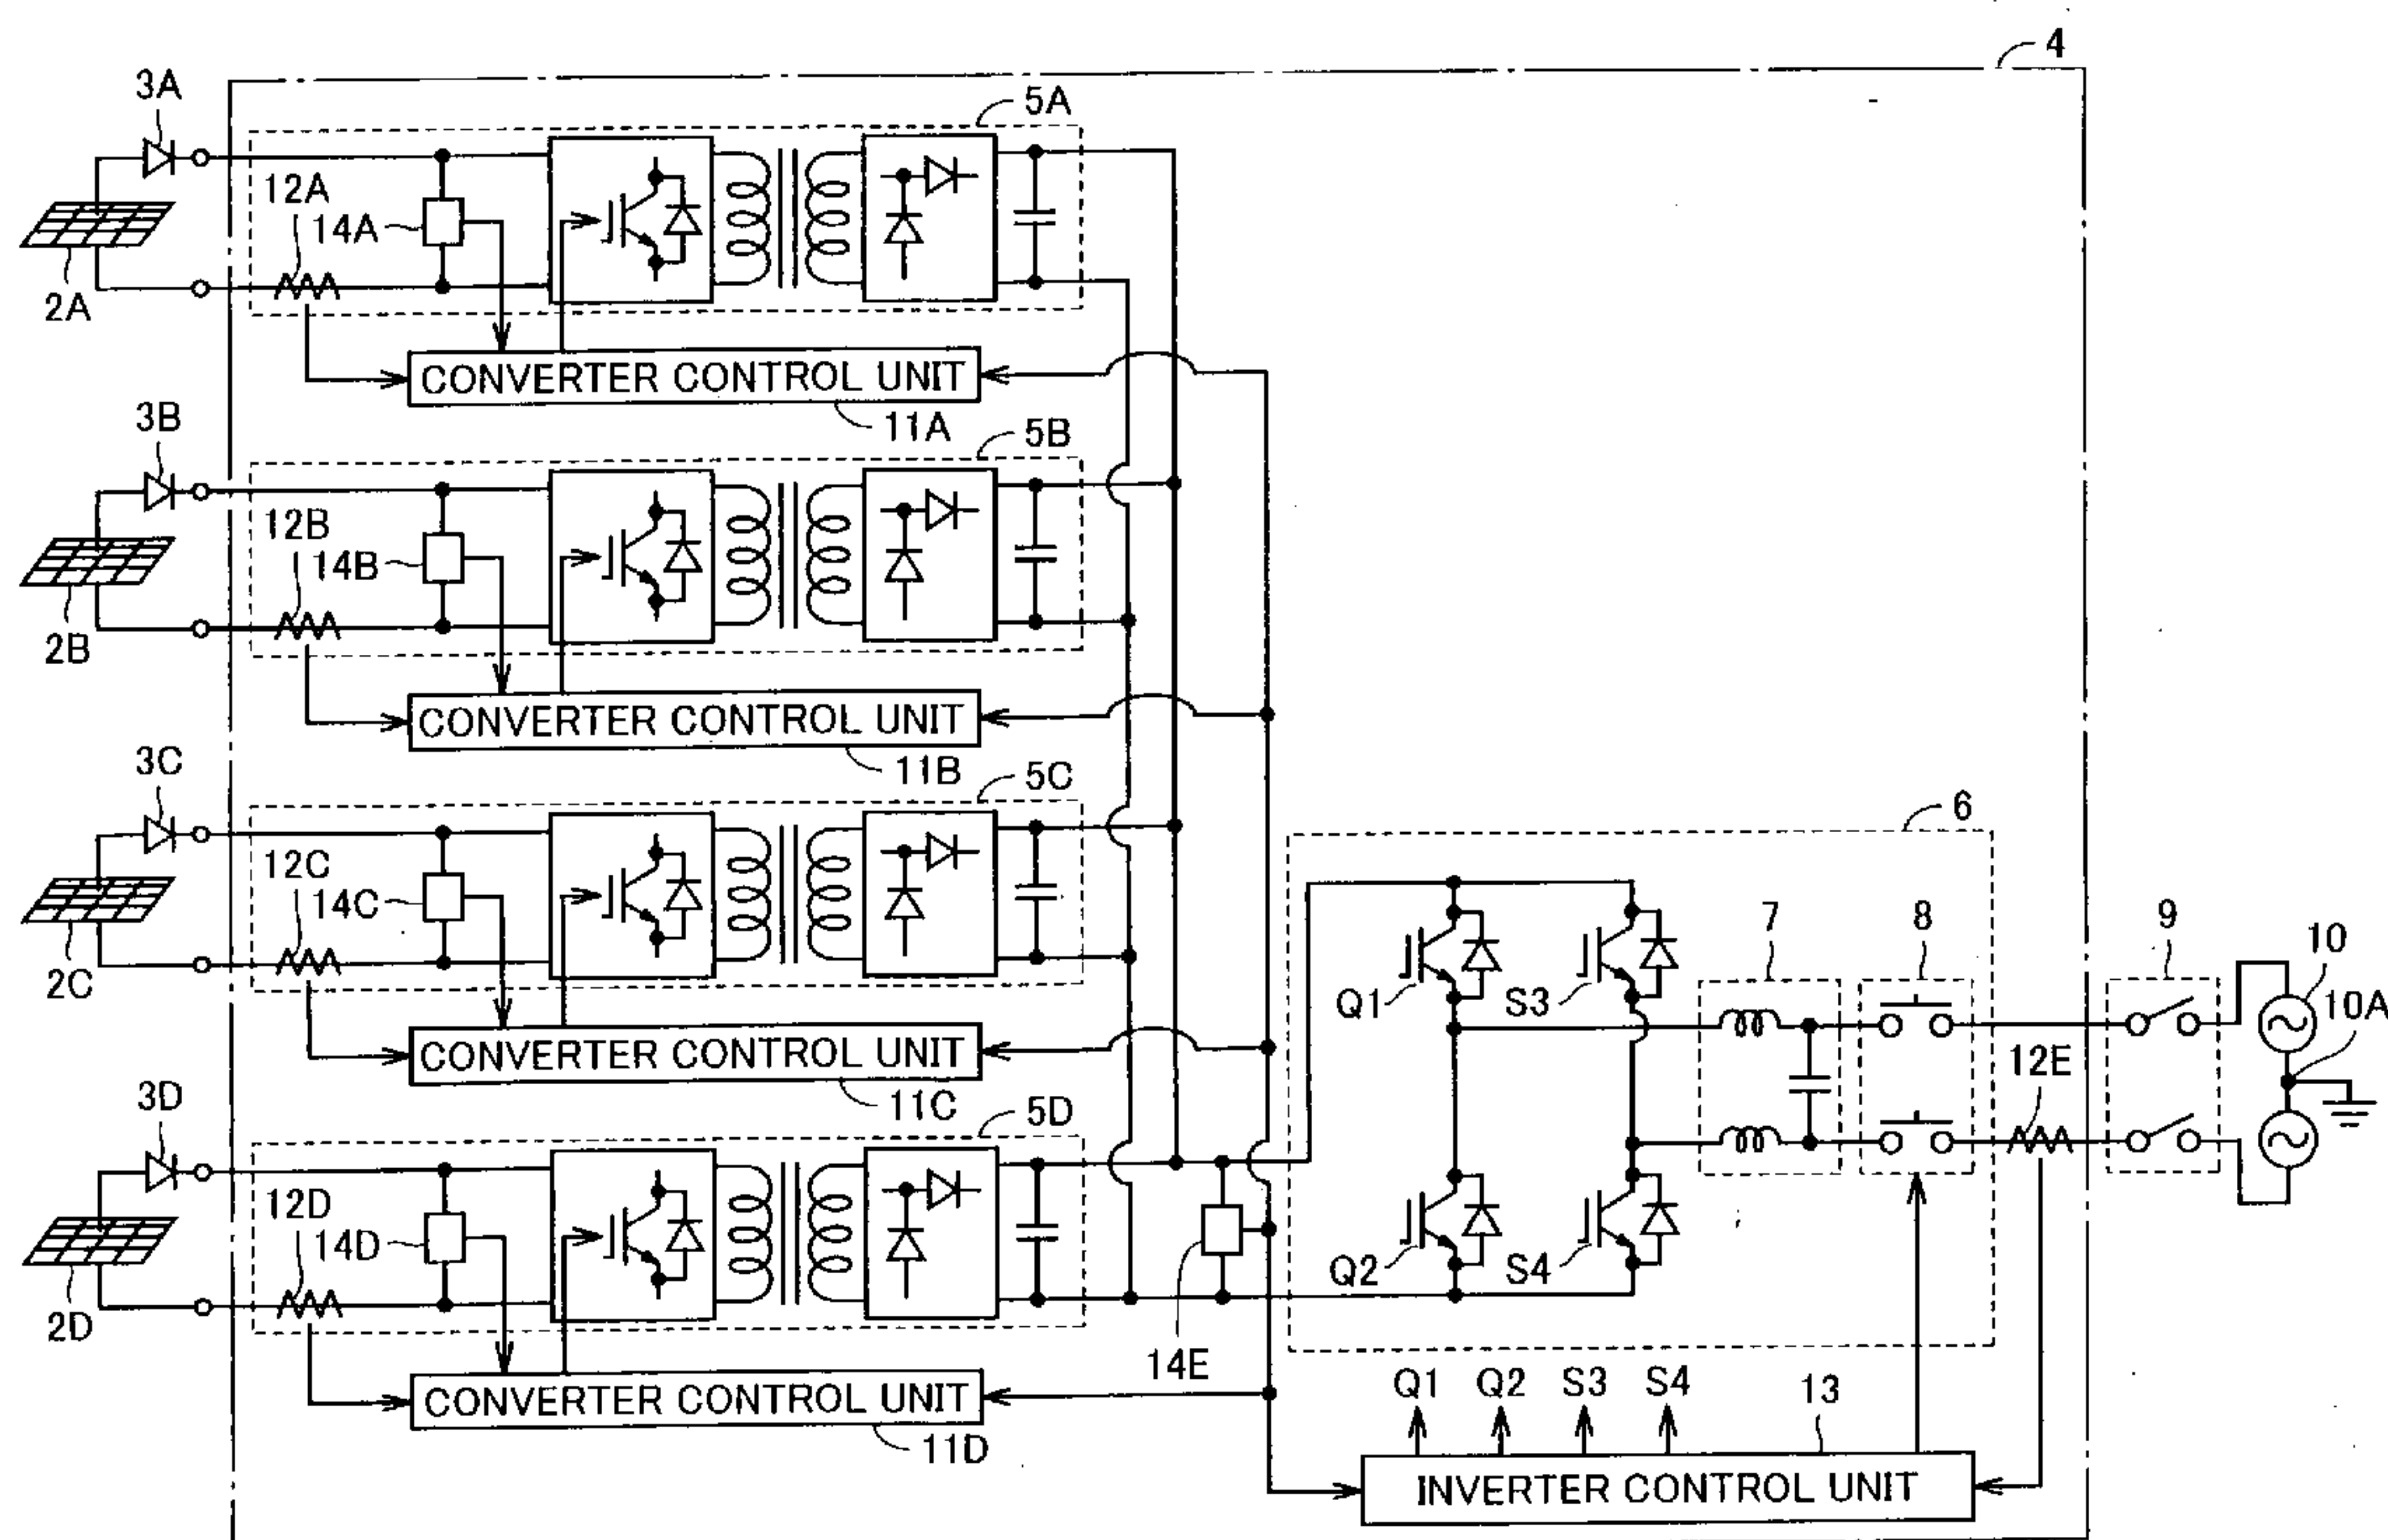 4
3A
5A
12A
14A
2A
CONVERTER CONTROL UNIT
11A
3B
5B
12B
14B
2B
CONVERTER CONTROL UNIT
11B
3C
5C
12C
14C
2C
CONVERTER CONTROL UNIT
11C
6
7
8
9
10
10A
Q1
S3
12E
3D
5D
12D
14D
2D
Q2
S4
14E
CONVERTER CONTROL UNIT
11D
Q1 Q2 S3 S4 13
INVERTER CONTROL UNIT